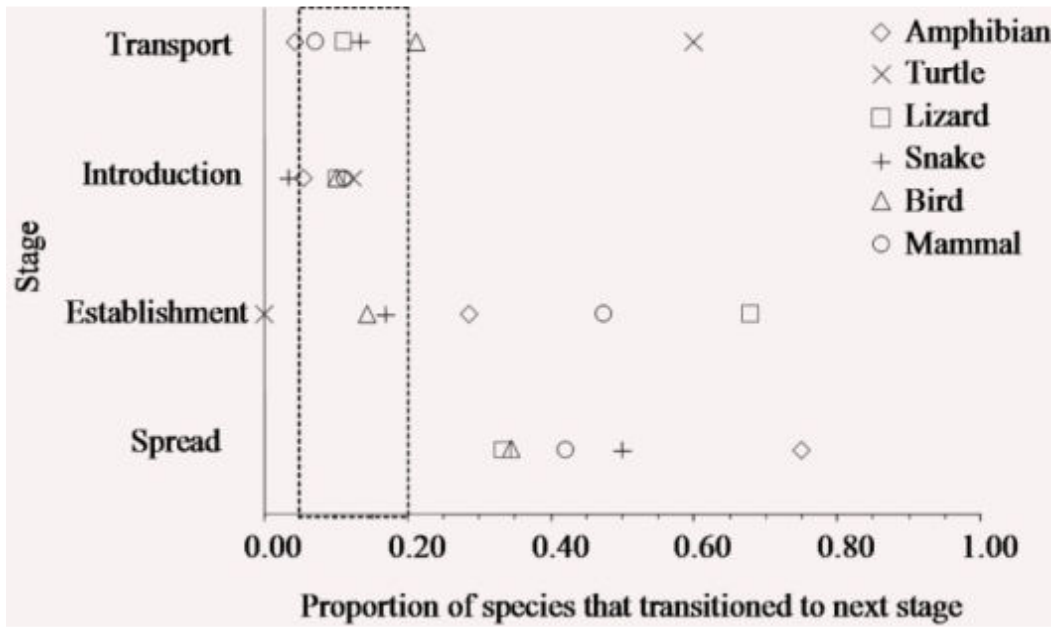 Transport
Introduction
Establishment
Spread
Stage
Amphibian
Turtle
Lizard
Snake
Bird
Mammal
0.00 0.20 0.40 0.60 0.80 1.00
Proportion of species that transitioned to next stage